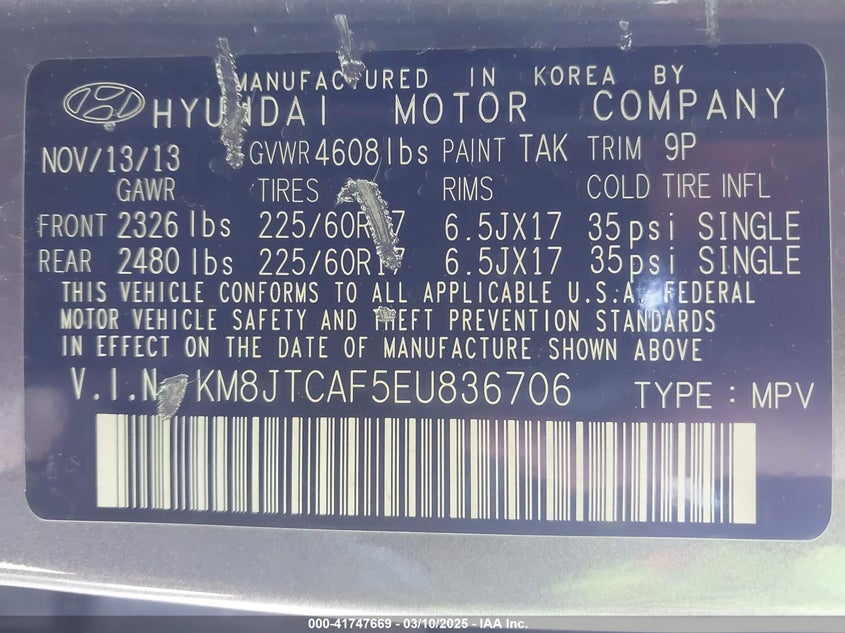 MANUFACTURED IN KOREA BY
HYUNDAI MOTOR COMPANY
NOV/13/13 GVWR 4608 lbs PAINT TAK TRIM 9P
GAWR TIRES RIMS COLD TIRE INFL
FRONT 2326 lbs 225/60R17 6.5JX17 35psi SINGLE
REAR 2480 lbs 225/60R17 6.5JX17 35psi SINGLE
THIS VEHICLE CONFORMS TO ALL APPLICABLE U.S.A. FEDERAL
MOTOR VEHICLE SAFETY AND THEFT PREVENTION STANDARDS
IN EFFECT ON THE DATE OF MANUFACTURE SHOWN ABOVE
V.I.N. KM8JTCAF5EU836706 TYPE : MPV
000-41747669 - 03/10/2025 - IAA Inc.